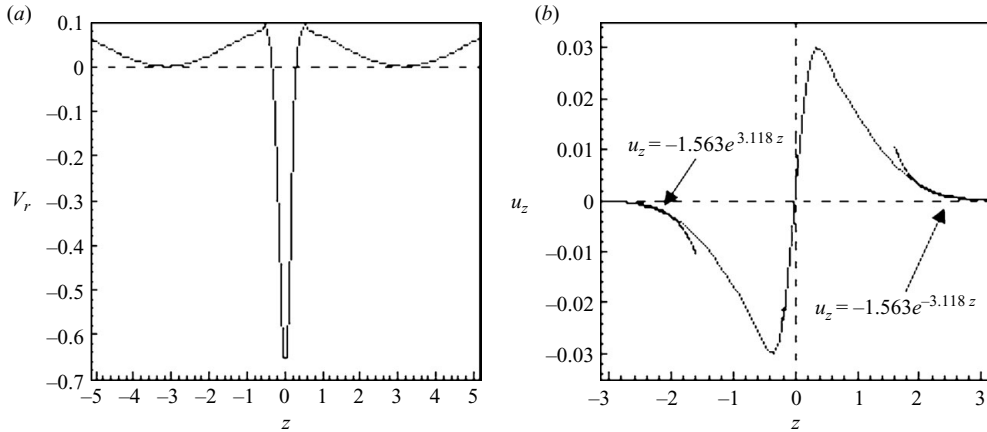 (a)
0.1
0
–0.1
–0.2
–0.3
–0.4
–0.5
–0.6
–0.7
V_r
–5 –4 –3 –2 –1 0 1 2 3 4 5
z
(b)
0.03
0.02
0.01
0
–0.01
–0.02
–0.03
u_z
u_z = –1.563e^{3.118 z}
u_z = –1.563e^{–3.118 z}
–3 –2 –1 0 1 2 3
z